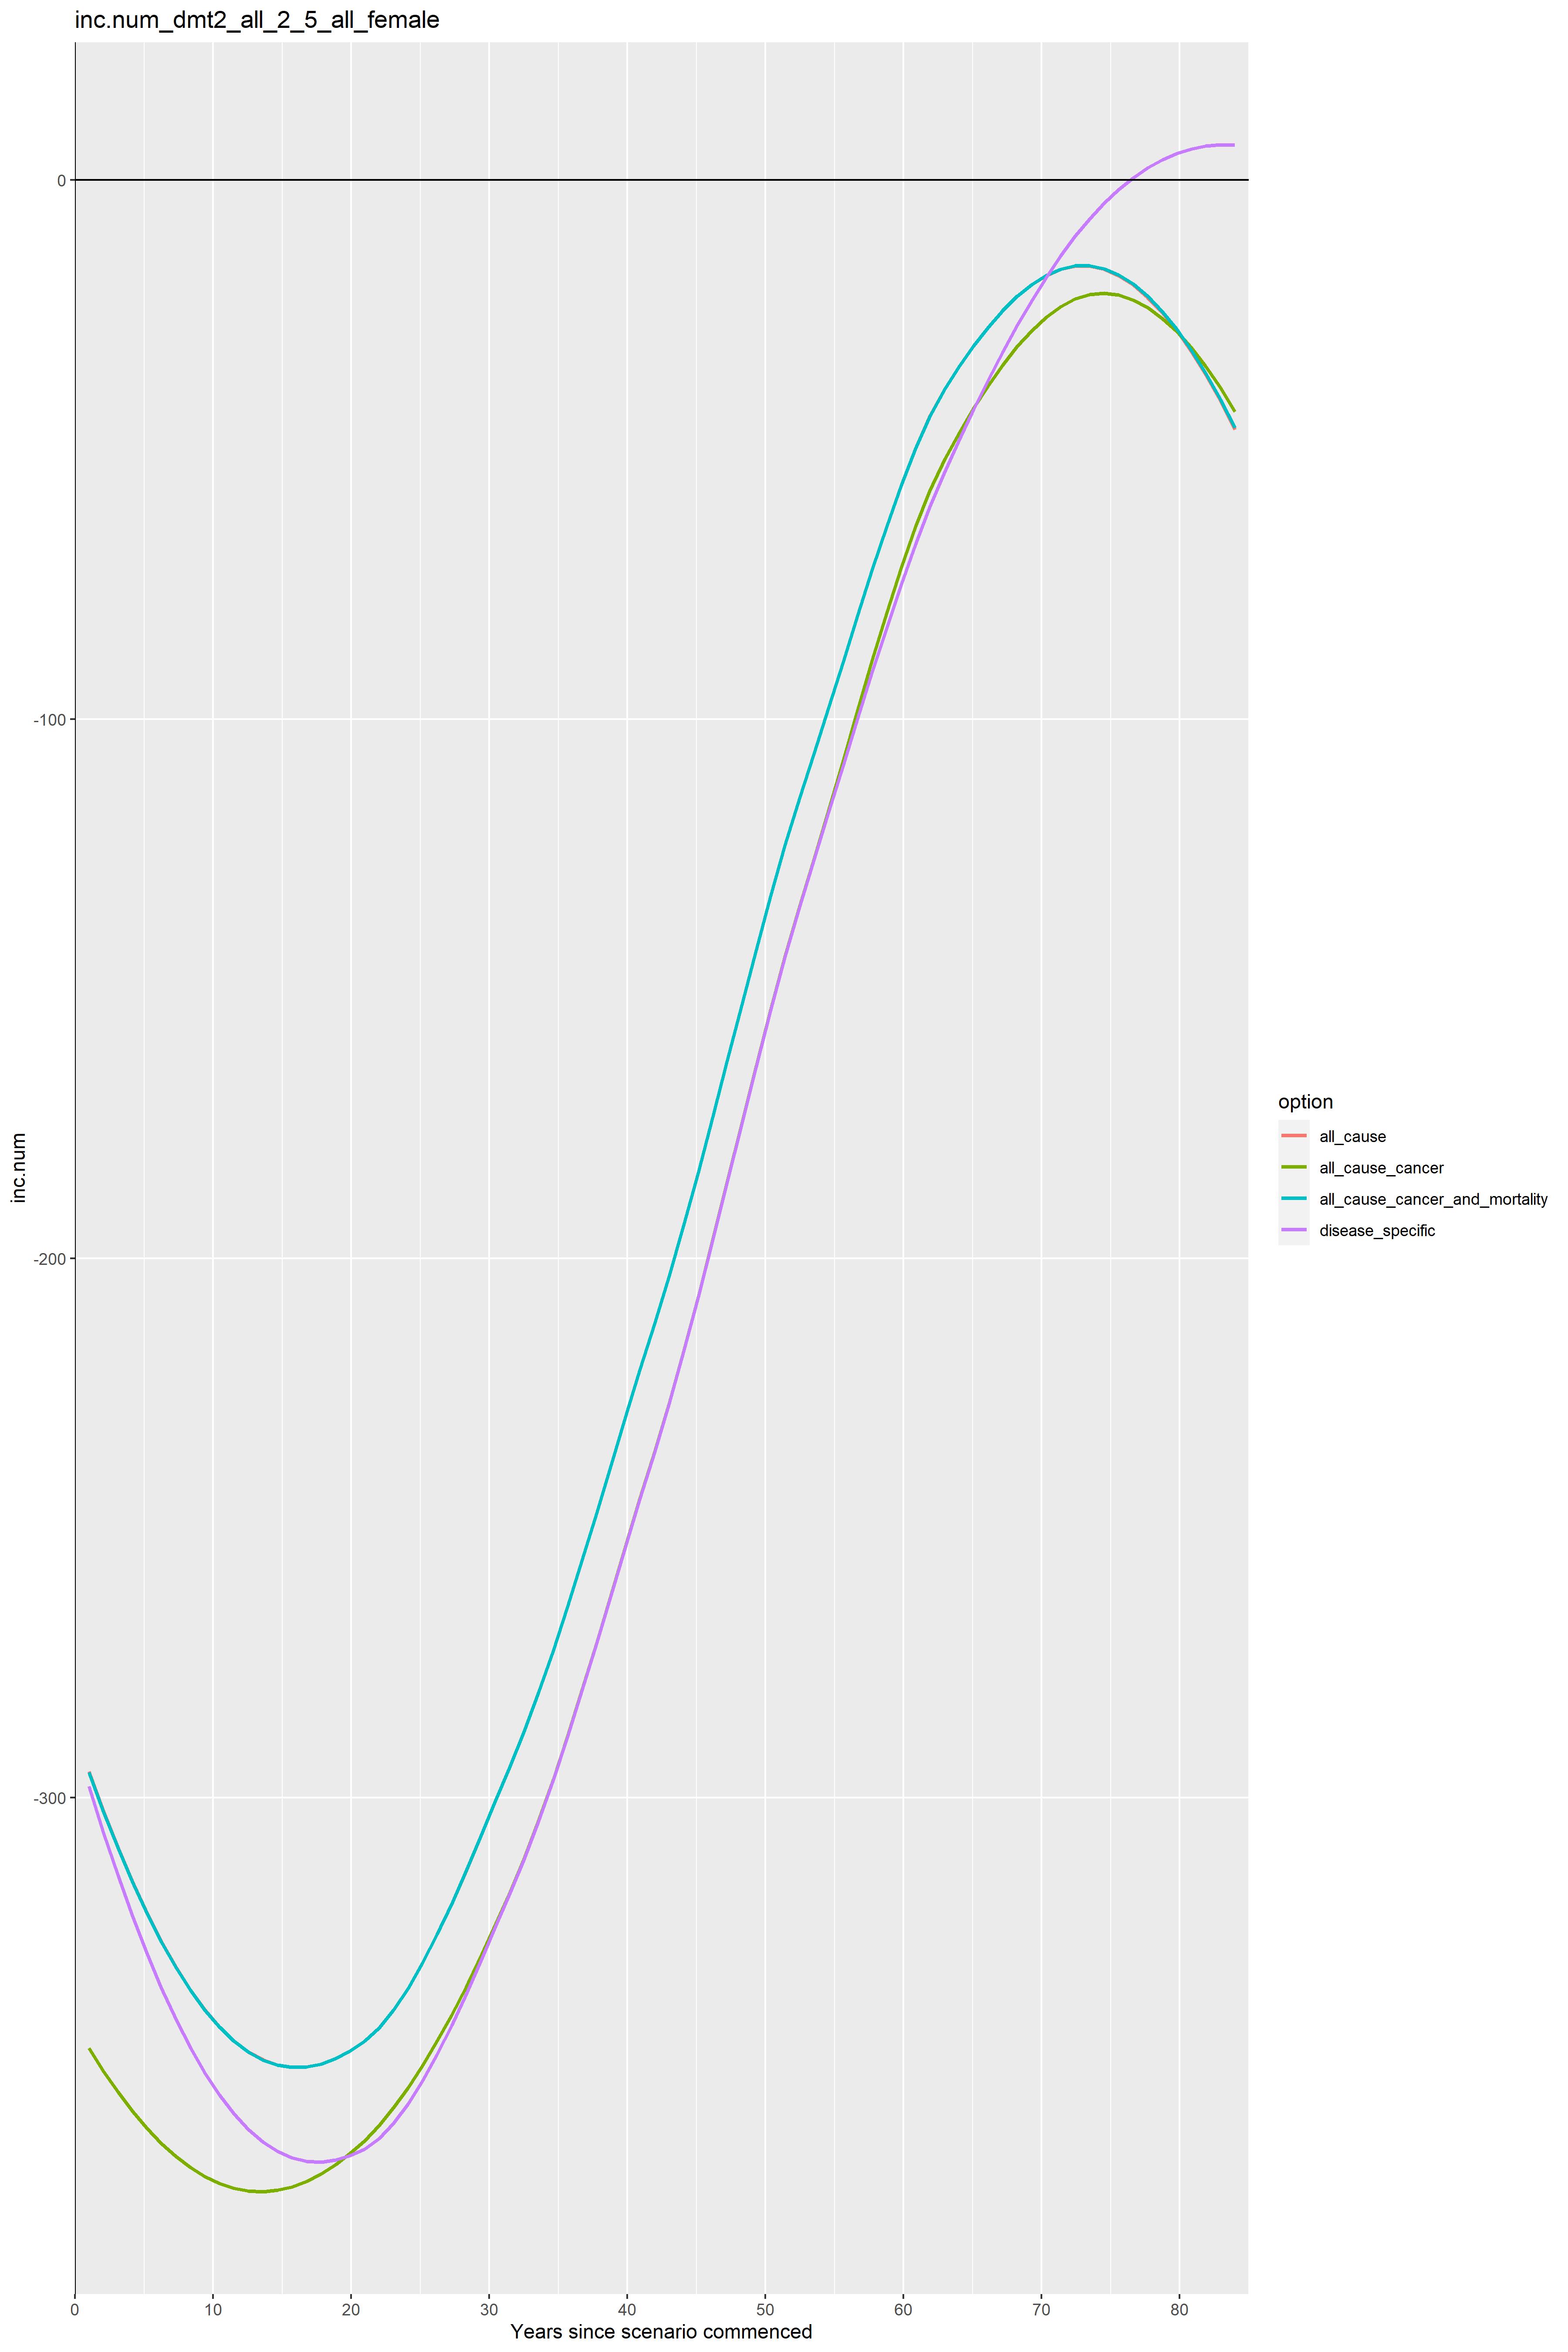 inc.num_dmt2_all_2_5_all_female
0
-100
-200
-300
inc.num
0 10 20 30 40 50 60 70 80
Years since scenario commenced
option
all_cause
all_cause_cancer
all_cause_cancer_and_mortality
disease_specific